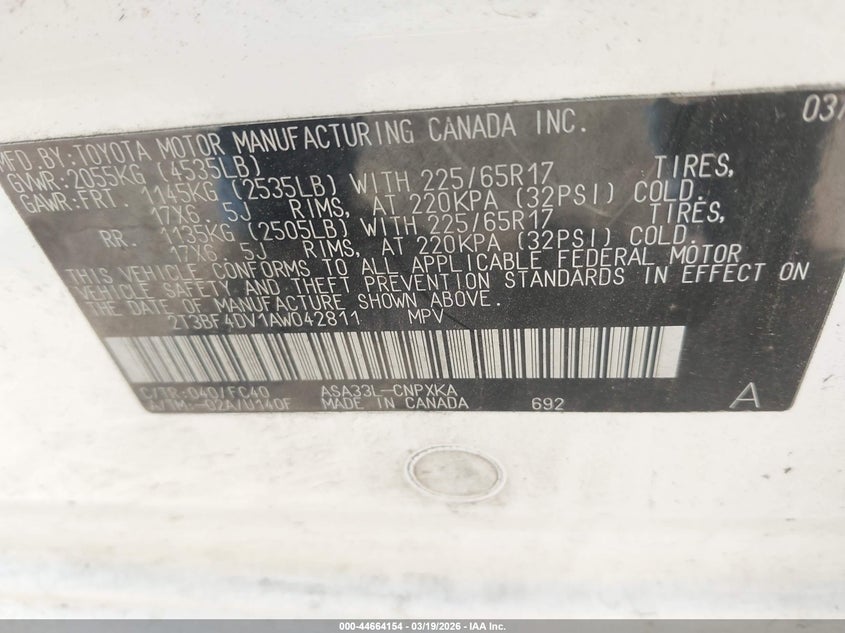 MFD.BY:TOYOTA MOTOR MANUFACTURING CANADA INC. 03/
GVWR:2055KG (4535LB)
GAWR:FRT. 1145KG (2535LB) WITH 225/65R17 TIRES,
17X6. 5J RIMS, AT 220KPA (32PSI) COLD.
RR. 1135KG (2505LB) WITH 225/65R17 TIRES,
17X6. 5J RIMS, AT 220KPA (32PSI) COLD.
THIS VEHICLE CONFORMS TO ALL APPLICABLE FEDERAL MOTOR
VEHICLE SAFETY AND THEFT PREVENTION STANDARDS IN EFFECT ON
THE DATE OF MANUFACTURE SHOWN ABOVE.
2T3BF4DV1AW042811 MPV
C/TR:040/FC40 ASA33L-CNPXKA
A/TM:-02A/U140F MADE IN CANADA 692 A
000-44664154 | 03/19/2026 | IAA Inc.